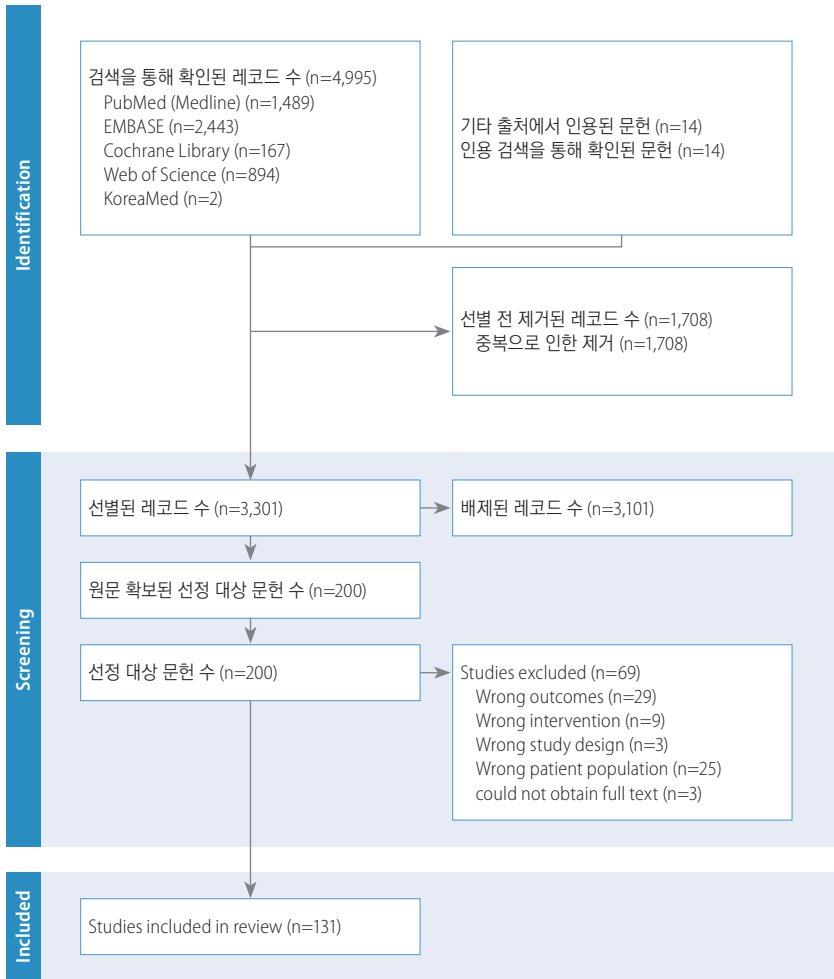 Identification
검색을 통해 확인된 레코드 수 (n=4,995)
PubMed (Medline) (n=1,489)
EMBASE (n=2,443)
Cochrane Library (n=167)
Web of Science (n=894)
KoreaMed (n=2)
기타 출처에서 인용된 문헌 (n=14)
인용 검색을 통해 확인된 문헌 (n=14)
선별 전 제거된 레코드 수 (n=1,708)
중복으로 인한 제거 (n=1,708)
Screening
선별된 레코드 수 (n=3,301)
배제된 레코드 수 (n=3,101)
원문 확보된 선정 대상 문헌 수 (n=200)
선정 대상 문헌 수 (n=200)
Studies excluded (n=69)
Wrong outcomes (n=29)
Wrong intervention (n=9)
Wrong study design (n=3)
Wrong patient population (n=25)
could not obtain full text (n=3)
Included
Studies included in review (n=131)